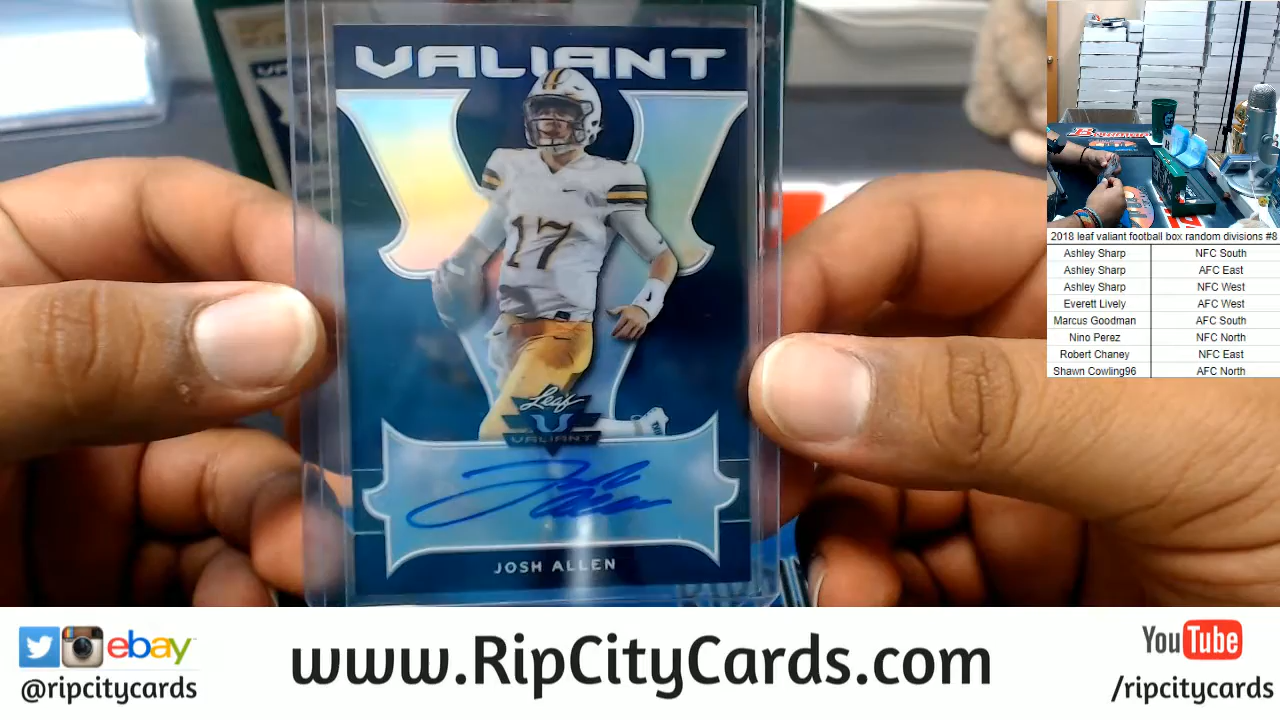 VALIANT
17
Leaf
VALIANT
JOSH ALLEN
2018 leaf valiant football box random divisions #8
Ashley Sharp NFC South
Ashley Sharp AFC East
Ashley Sharp NFC West
Everett Lively AFC West
Marcus Goodman AFC South
Nino Perez NFC North
Robert Chaney NFC East
Shawn Cowling96 AFC North
ebay
@ripcitycards
www.RipCityCards.com
YouTube
/ripcitycards